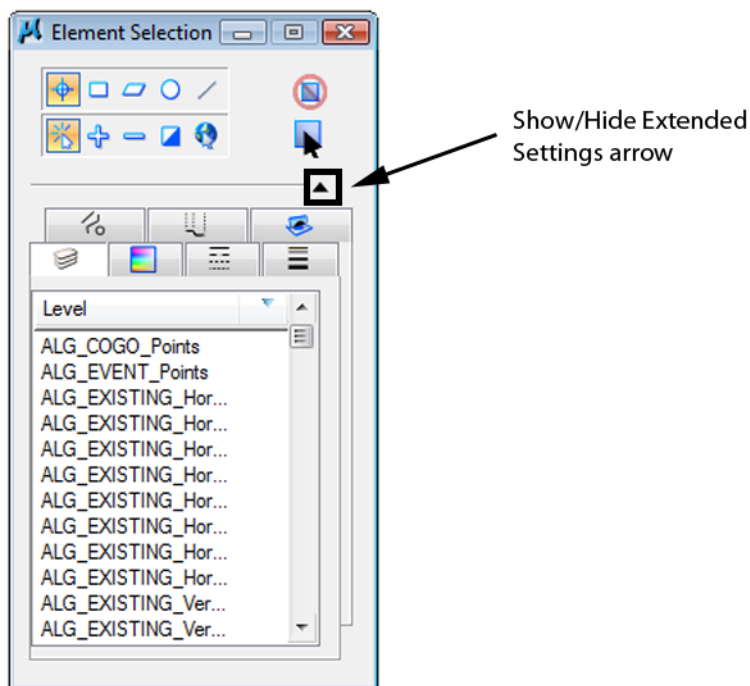 Element Selection
Show/Hide Extended
Settings arrow
Level
ALG_COGO_Points
ALG_EVENT_Points
ALG_EXISTING_Hor...
ALG_EXISTING_Hor...
ALG_EXISTING_Hor...
ALG_EXISTING_Hor...
ALG_EXISTING_Hor...
ALG_EXISTING_Hor...
ALG_EXISTING_Hor...
ALG_EXISTING_Hor...
ALG_EXISTING_Ver...
ALG_EXISTING_Ver...